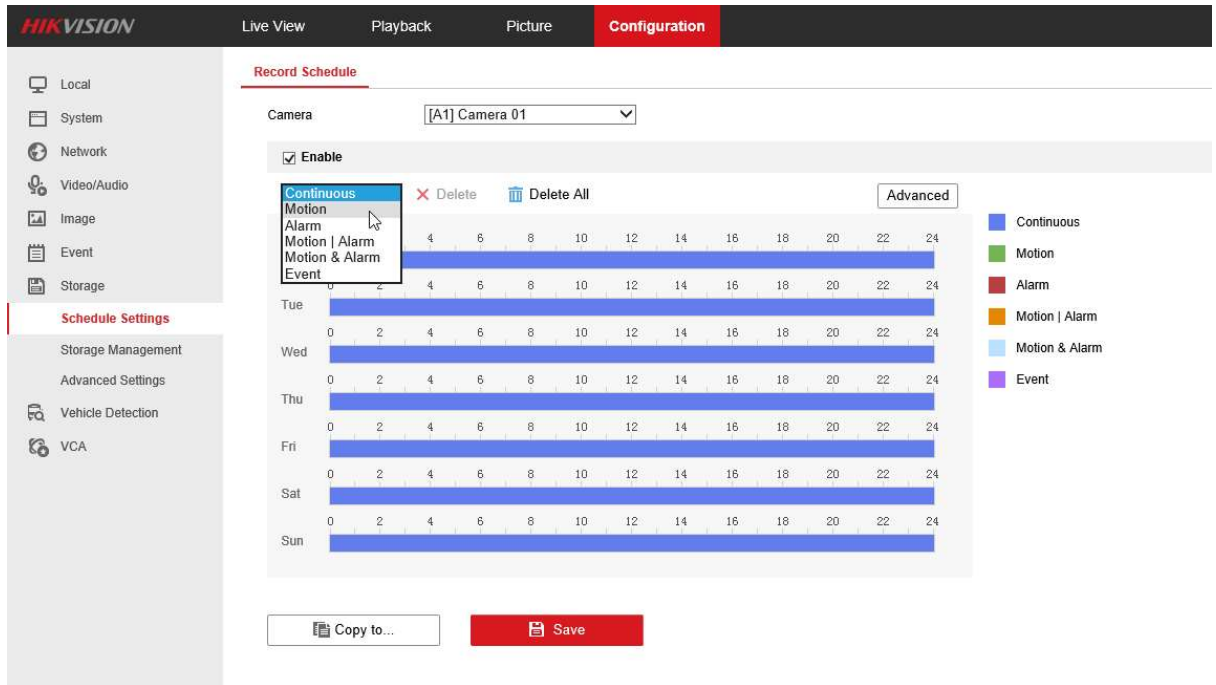 HIKVISION Live View Playback Picture Configuration
Local
System
Network
Video/Audio
Image
Event
Storage
Schedule Settings
Storage Management
Advanced Settings
Vehicle Detection
VCA
Record Schedule
Camera [A1] Camera 01
Enable
Continuous
Motion
Alarm
Motion | Alarm
Motion & Alarm
Event
Delete Delete All Advanced
4 6 8 10 12 14 16 18 20 22 24
0 2 4 6 8 10 12 14 16 18 20 22 24
Tue
0 2 4 6 8 10 12 14 16 18 20 22 24
Wed
0 2 4 6 8 10 12 14 16 18 20 22 24
Thu
0 2 4 6 8 10 12 14 16 18 20 22 24
Fri
0 2 4 6 8 10 12 14 16 18 20 22 24
Sat
0 2 4 6 8 10 12 14 16 18 20 22 24
Sun
Continuous
Motion
Alarm
Motion | Alarm
Motion & Alarm
Event
Copy to... Save